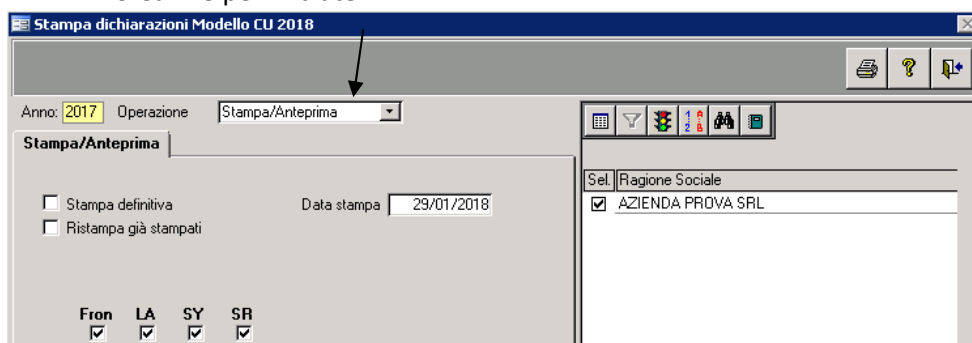 Stampa dichiarazioni Modello CU 2018
Anno: 2017 Operazione Stampa/Anteprima
Stampa/Anteprima
Sel. Ragione Sociale
Stampa definitiva Data stampa 29/01/2018 AZIENDA PROVA SRL
Ristampa già stampati
Fron LA SY SR